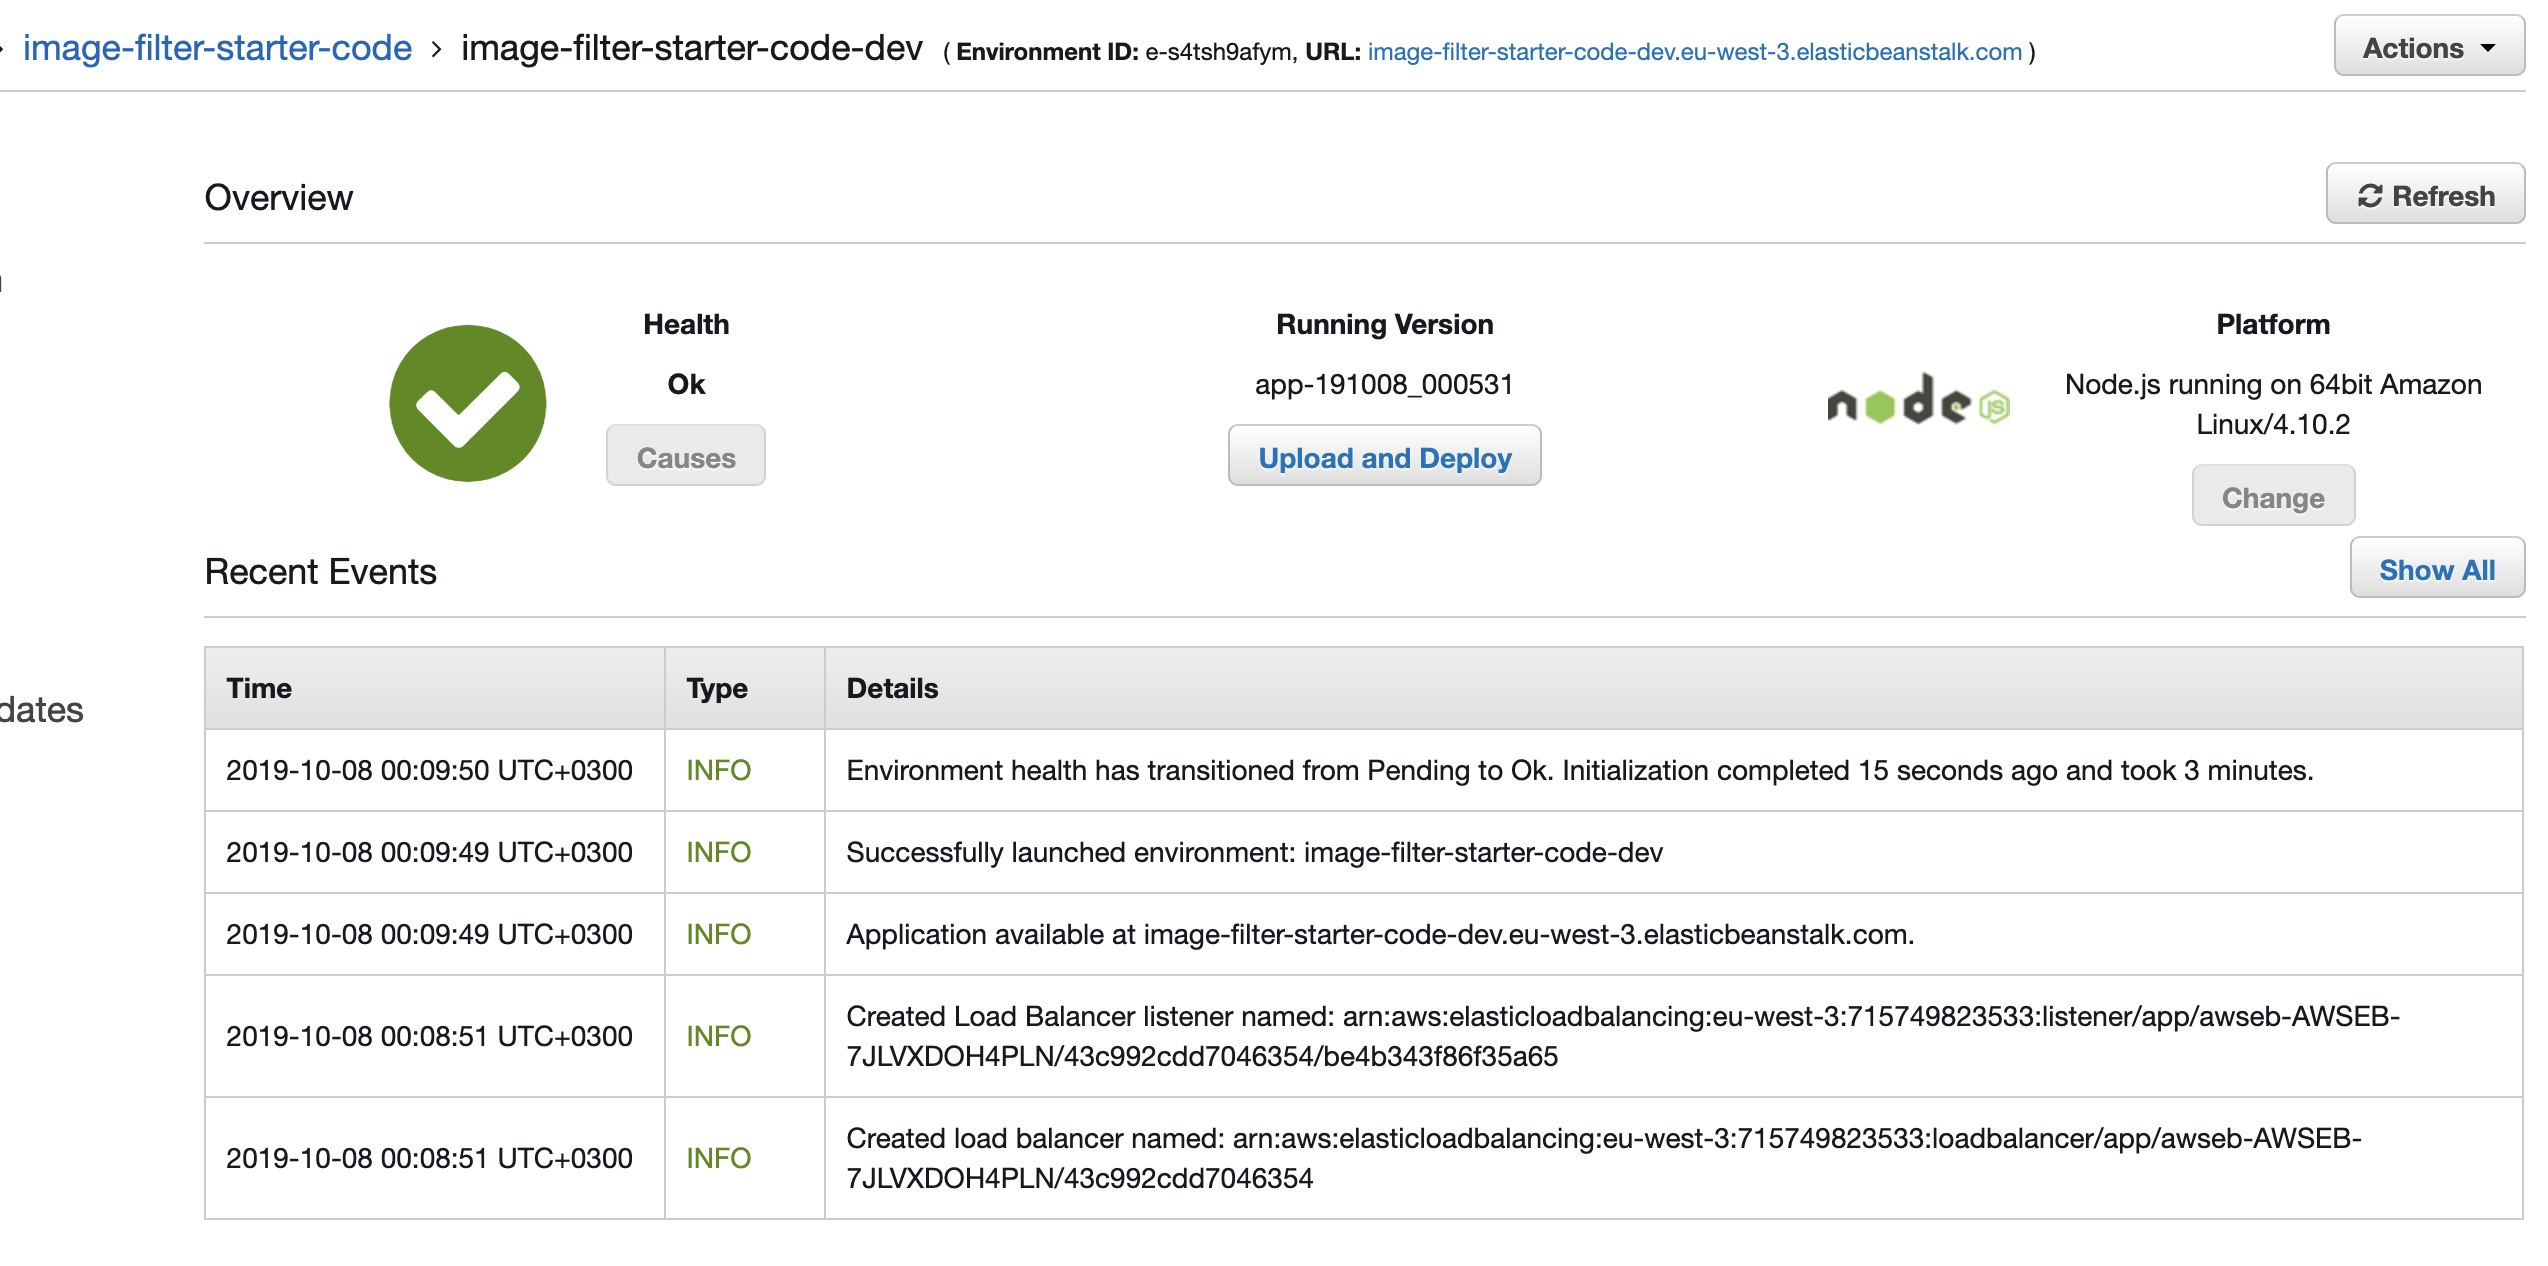 image-filter-starter-code › image-filter-starter-code-dev ( Environment ID: e-s4tsh9afym, URL: image-filter-starter-code-dev.eu-west-3.elasticbeanstalk.com )
Actions
Overview
Refresh
Health
Ok
Causes
Running Version
app-191008_000531
Upload and Deploy
node JS
Platform
Node.js running on 64bit Amazon
Linux/4.10.2
Change
Recent Events
Show All
dates
Time Type Details
2019-10-08 00:09:50 UTC+0300 INFO Environment health has transitioned from Pending to Ok. Initialization completed 15 seconds ago and took 3 minutes.
2019-10-08 00:09:49 UTC+0300 INFO Successfully launched environment: image-filter-starter-code-dev
2019-10-08 00:09:49 UTC+0300 INFO Application available at image-filter-starter-code-dev.eu-west-3.elasticbeanstalk.com.
2019-10-08 00:08:51 UTC+0300 INFO Created Load Balancer listener named: arn:aws:elasticloadbalancing:eu-west-3:715749823533:listener/app/awseb-AWSEB-
7JLVXDOH4PLN/43c992cdd7046354/be4b343f86f35a65
2019-10-08 00:08:51 UTC+0300 INFO Created load balancer named: arn:aws:elasticloadbalancing:eu-west-3:715749823533:loadbalancer/app/awseb-AWSEB-
7JLVXDOH4PLN/43c992cdd7046354